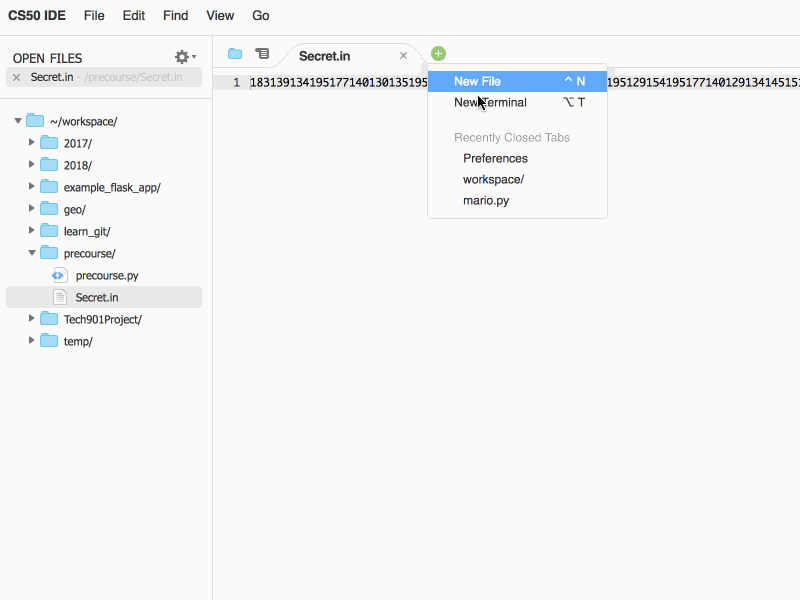 CS50 IDE File Edit Find View Go
OPEN FILES
Secret.in - /precourse/Secret.in
~/workspace/
2017/
2018/
example_flask_app/
geo/
learn_git/
precourse/
precourse.py
Secret.in
Tech901Project/
temp/
Secret.in
1 183139134195177140130135195
195129154195177140129134145151
New File ^ N
New Terminal ⌥ T
Recently Closed Tabs
Preferences
workspace/
mario.py